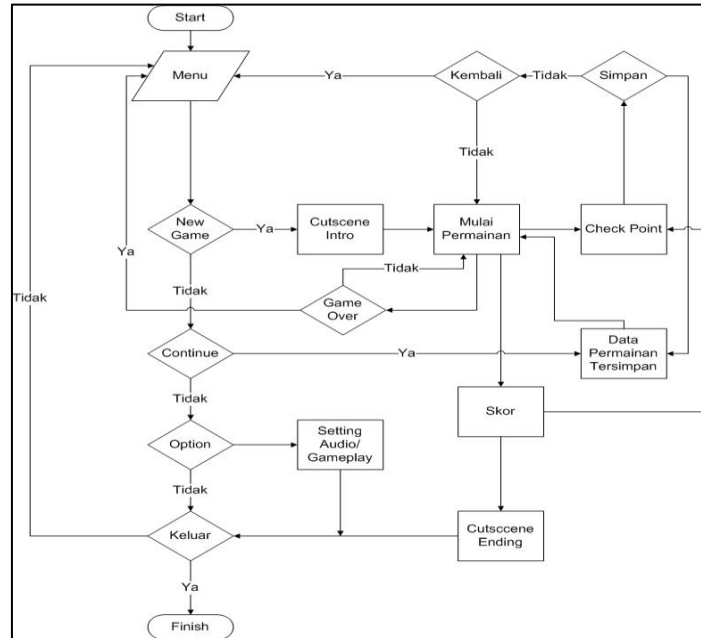 Start
Menu
Ya
Kembali
Tidak
Simpan
Tidak
New
Game
Ya
Cutscene
Intro
Mulai
Permainan
Check Point
Ya
Tidak
Tidak
Tidak
Game
Over
Continue
Ya
Data
Permainan
Tersimpan
Tidak
Skor
Option
Setting
Audio/
Gameplay
Tidak
Keluar
Cutsccene
Ending
Ya
Finish